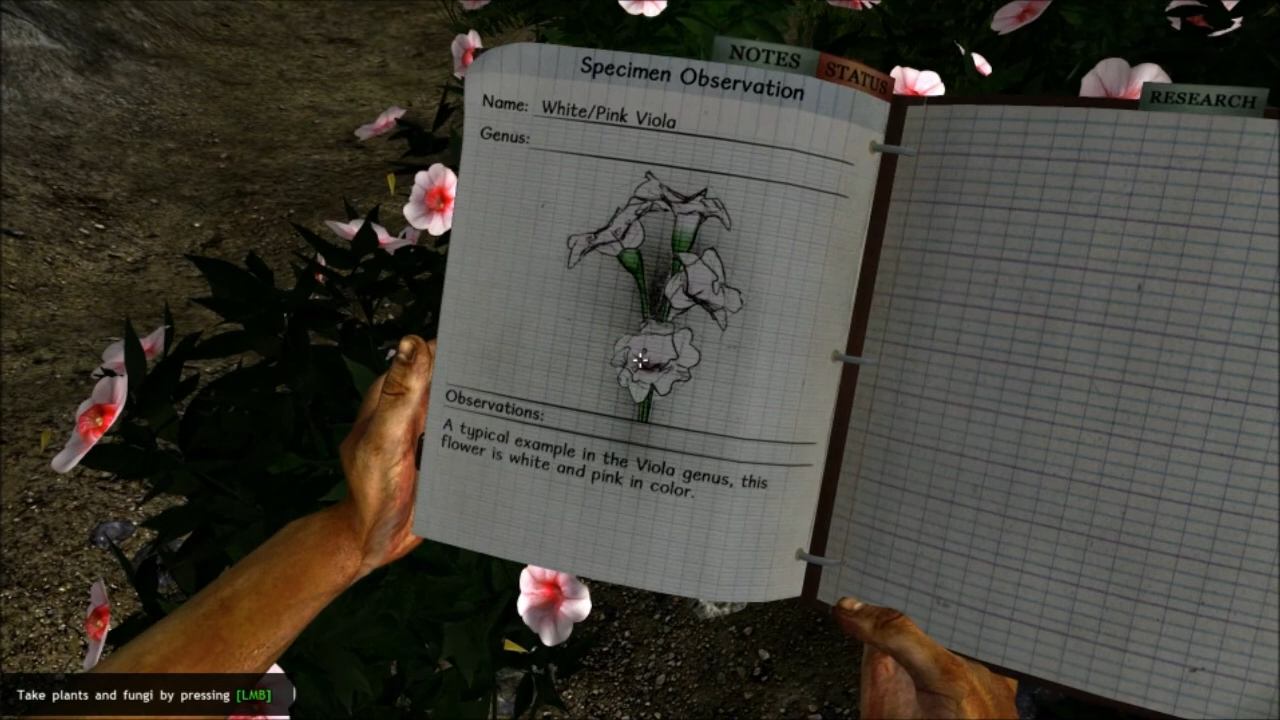 NOTES
STATUS
RESEARCH
Specimen Observation
Name: White/Pink Viola
Genus:
Observations:
A typical example in the Viola genus, this
flower is white and pink in color.
Take plants and fungi by pressing [LMB]